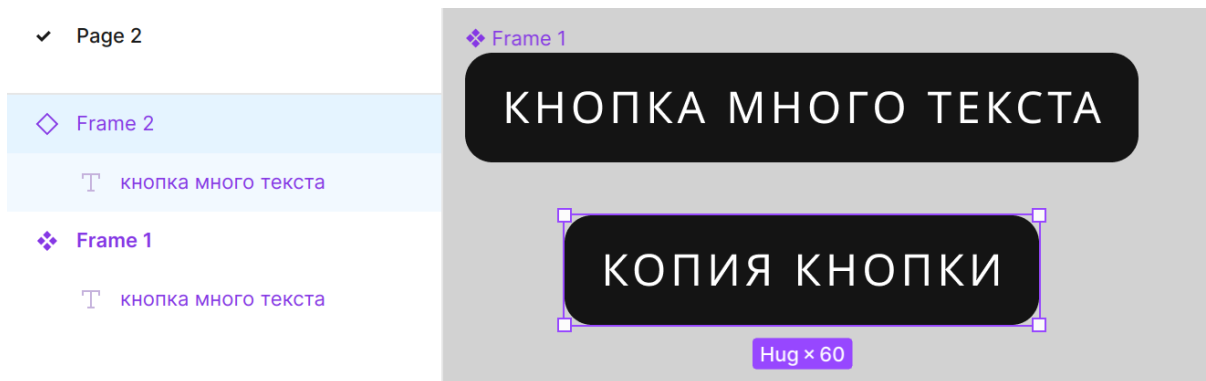 Page 2
Frame 2
кнопка много текста
Frame 1
кнопка много текста
Frame 1
КНОПКА МНОГО ТЕКСТА
КОПИЯ КНОПКИ
Hug × 60